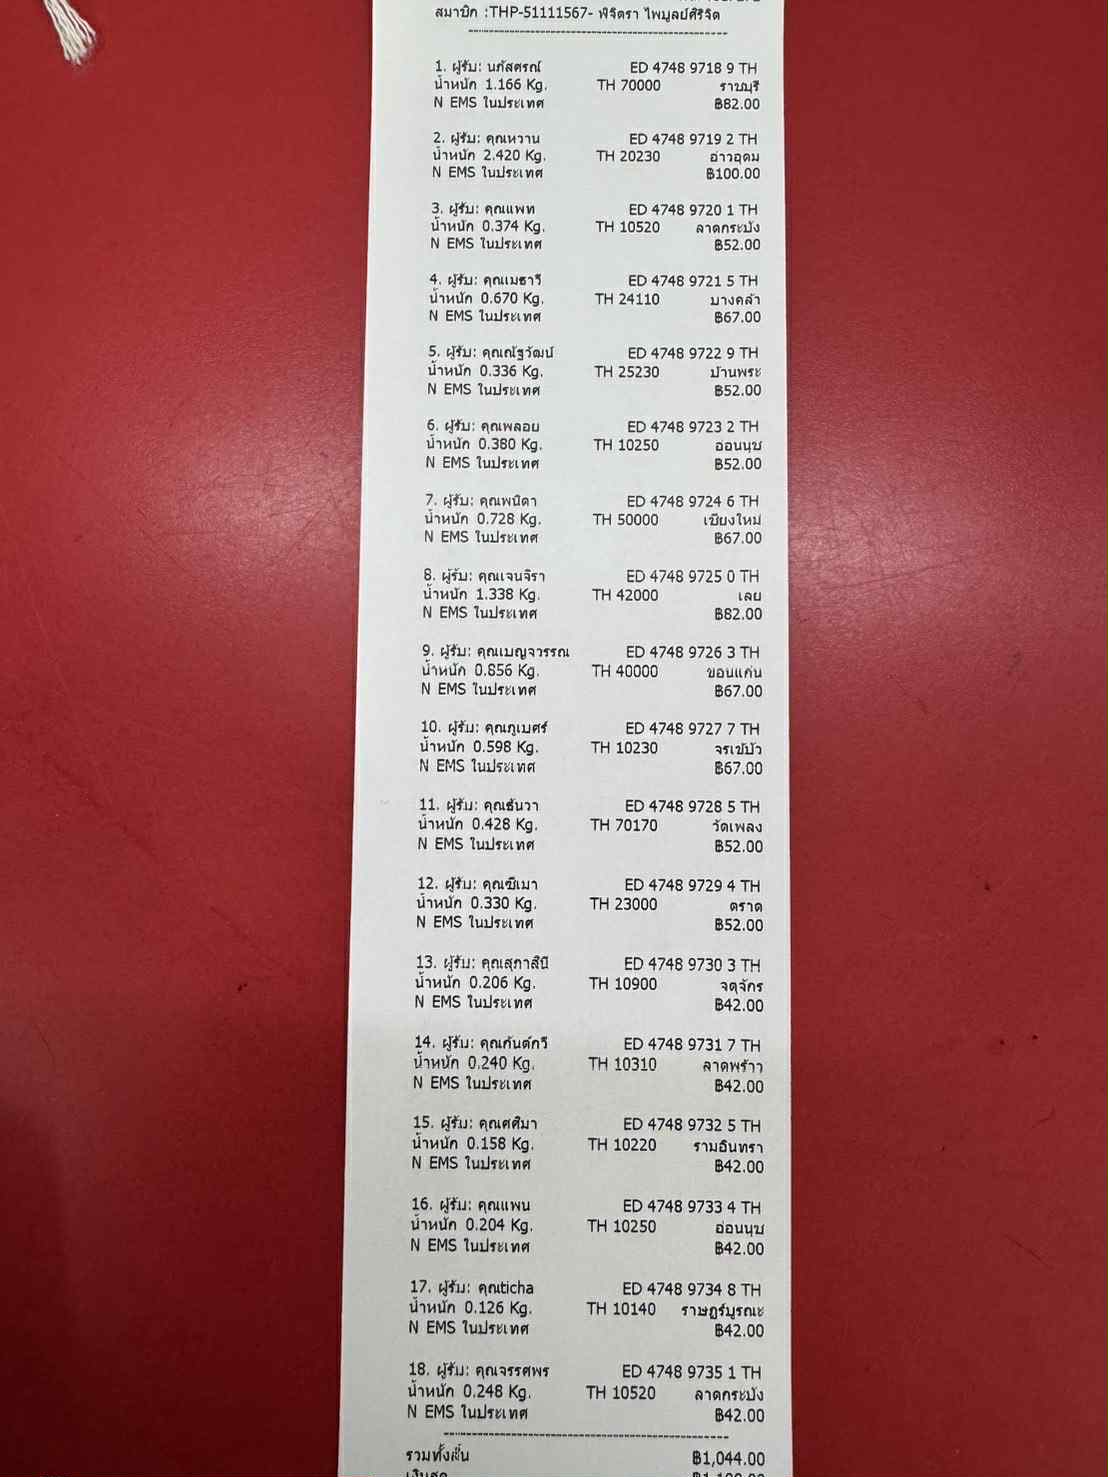 สมาชิก :THP-51111567- พิจิตรา ไพบูลย์ศิริจิต
1. ผู้รับ: นภัสศรณ์ ED 4748 9718 9 TH
น้ำหนัก 1.166 Kg. TH 70000 ราชบุรี
N EMS ในประเทศ ฿82.00
2. ผู้รับ: คุณหวาน ED 4748 9719 2 TH
น้ำหนัก 2.420 Kg. TH 20230 อ่าวอุดม
N EMS ในประเทศ ฿100.00
3. ผู้รับ: คุณแพท ED 4748 9720 1 TH
น้ำหนัก 0.374 Kg. TH 10520 ลาดกระบัง
N EMS ในประเทศ ฿52.00
4. ผู้รับ: คุณเมธาวี ED 4748 9721 5 TH
น้ำหนัก 0.670 Kg. TH 24110 บางคล้า
N EMS ในประเทศ ฿67.00
5. ผู้รับ: คุณณัฐวัฒน์ ED 4748 9722 9 TH
น้ำหนัก 0.336 Kg. TH 25230 บ้านพระ
N EMS ในประเทศ ฿52.00
6. ผู้รับ: คุณพลอย ED 4748 9723 2 TH
น้ำหนัก 0.380 Kg. TH 10250 อ่อนนุช
N EMS ในประเทศ ฿52.00
7. ผู้รับ: คุณพนิดา ED 4748 9724 6 TH
น้ำหนัก 0.728 Kg. TH 50000 เชียงใหม่
N EMS ในประเทศ ฿67.00
8. ผู้รับ: คุณเจนจิรา ED 4748 9725 0 TH
น้ำหนัก 1.338 Kg. TH 42000 เลย
N EMS ในประเทศ ฿82.00
9. ผู้รับ: คุณเบญจวรรณ ED 4748 9726 3 TH
น้ำหนัก 0.856 Kg. TH 40000 ขอนแก่น
N EMS ในประเทศ ฿67.00
10. ผู้รับ: คุณภูเบศร์ ED 4748 9727 7 TH
น้ำหนัก 0.598 Kg. TH 10230 จรเข้บัว
N EMS ในประเทศ ฿67.00
11. ผู้รับ: คุณธันวา ED 4748 9728 5 TH
น้ำหนัก 0.428 Kg. TH 70170 วัดเพลง
N EMS ในประเทศ ฿52.00
12. ผู้รับ: คุณซีเมา ED 4748 9729 4 TH
น้ำหนัก 0.330 Kg. TH 23000 ตราด
N EMS ในประเทศ ฿52.00
13. ผู้รับ: คุณสุภาสินี ED 4748 9730 3 TH
น้ำหนัก 0.206 Kg. TH 10900 จตุจักร
N EMS ในประเทศ ฿42.00
14. ผู้รับ: คุณกันต์กวี ED 4748 9731 7 TH
น้ำหนัก 0.240 Kg. TH 10310 ลาดพร้าว
N EMS ในประเทศ ฿42.00
15. ผู้รับ: คุณศศิมา ED 4748 9732 5 TH
น้ำหนัก 0.158 Kg. TH 10220 รามอินทรา
N EMS ในประเทศ ฿42.00
16. ผู้รับ: คุณแพน ED 4748 9733 4 TH
น้ำหนัก 0.204 Kg. TH 10250 อ่อนนุช
N EMS ในประเทศ ฿42.00
17. ผู้รับ: คุณticha ED 4748 9734 8 TH
น้ำหนัก 0.126 Kg. TH 10140 ราษฎร์บูรณะ
N EMS ในประเทศ ฿42.00
18. ผู้รับ: คุณจรรศพร ED 4748 9735 1 TH
น้ำหนัก 0.248 Kg. TH 10520 ลาดกระบัง
N EMS ในประเทศ ฿42.00
รวมทั้งสิ้น ฿1,044.00
เงินสด